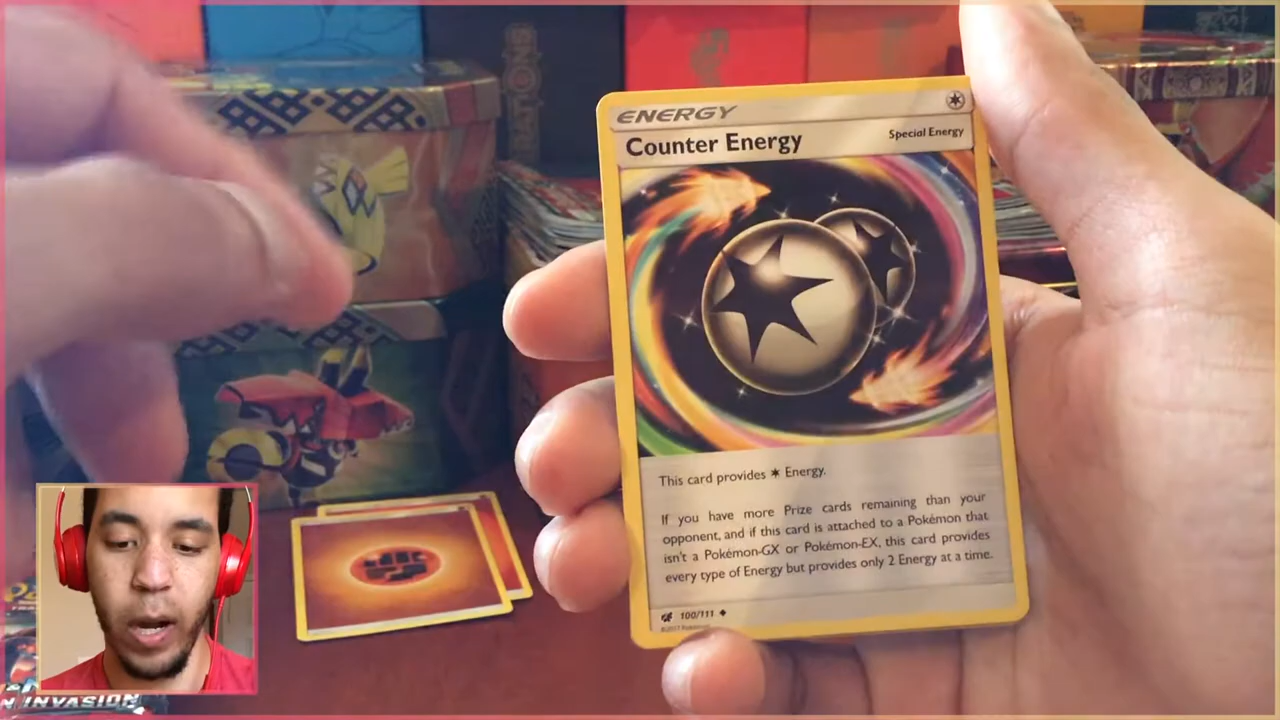 ENERGY
Counter Energy
Special Energy
This card provides ✶ Energy.
If you have more Prize cards remaining than your
opponent, and if this card is attached to a Pokémon that
isn't a Pokémon-GX or Pokémon-EX, this card provides
every type of Energy but provides only 2 Energy at a time.
100/111
©2017 Pokémon
N INVASION